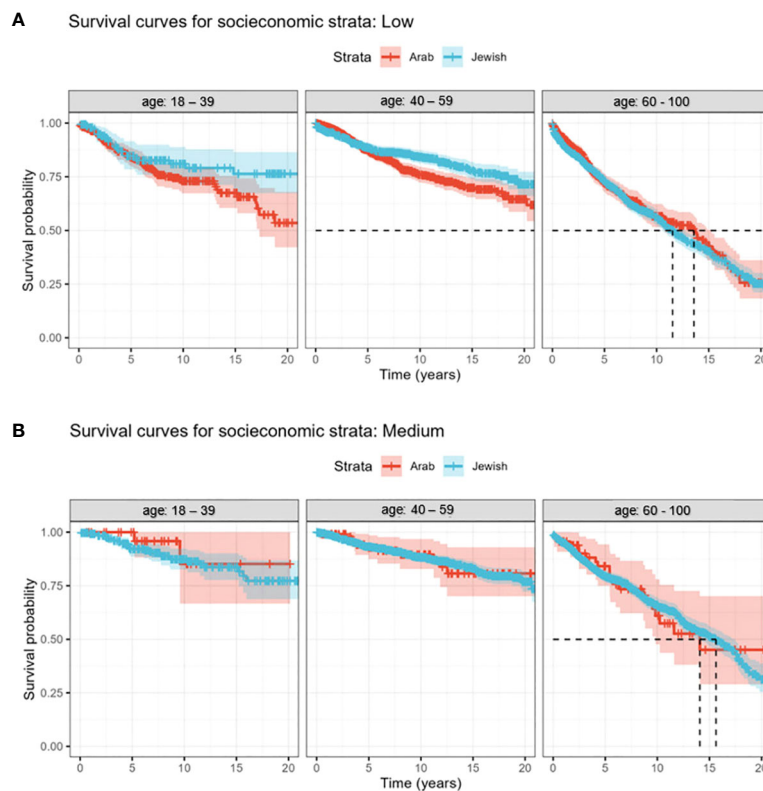 A Survival curves for socieconomic strata: Low
Strata Arab Jewish
age: 18 – 39 age: 40 – 59 age: 60 - 100
Survival probability
1.00
0.75
0.50
0.25
0.00
0 5 10 15 20 0 5 10 15 20 0 5 10 15 20
Time (years)
B Survival curves for socieconomic strata: Medium
Strata Arab Jewish
age: 18 - 39 age: 40 – 59 age: 60 - 100
Survival probability
1.00
0.75
0.50
0.25
0.00
0 5 10 15 20 0 5 10 15 20 0 5 10 15 20
Time (years)